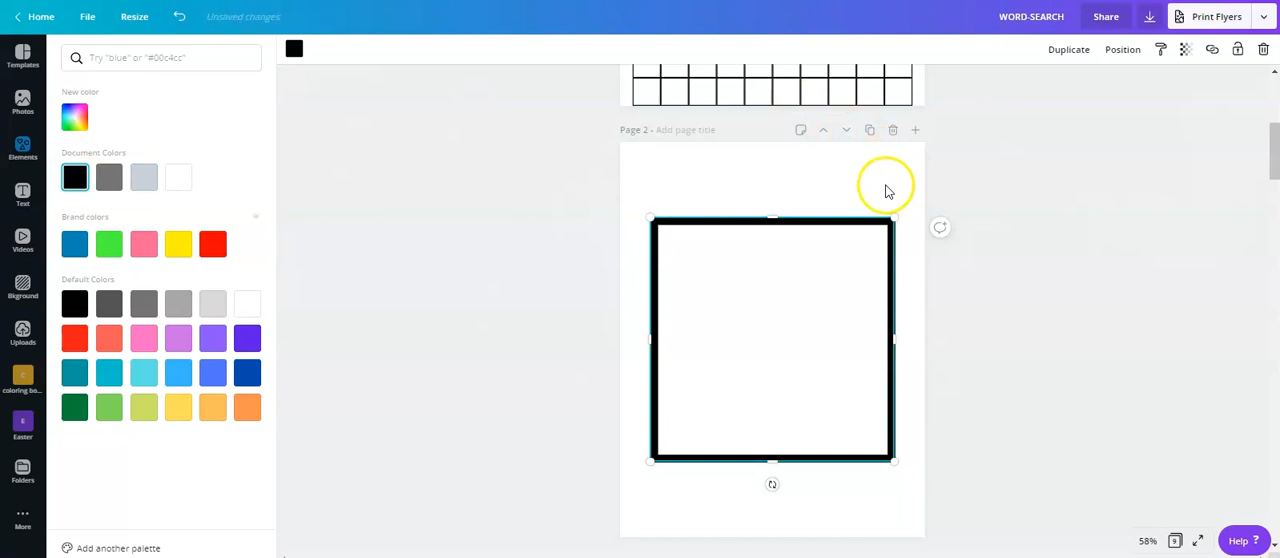 Home File Resize Unsaved changes WORD-SEARCH Share Print Flyers
Try "blue" or "#00c4cc" Duplicate Position
Templates
New color
Photos
Document Colors
Page 2 - Add page title
Elements
Text
Brand colors
Videos
Default Colors
Bkground
Uploads
C
coloring bo...
E
Easter
Folders
More
Add another palette
58% 9 Help ?